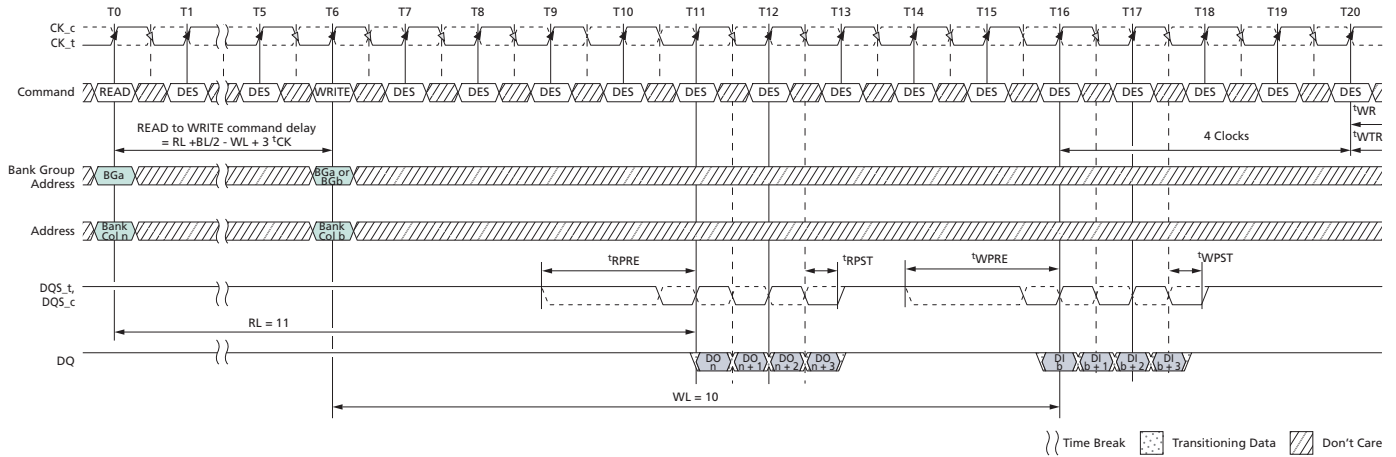 T0 T1 T5 T6 T7 T8 T9 T10 T11 T12 T13 T14 T15 T16 T17 T18 T19 T20
CK_c
CK_t
Command READ DES DES WRITE DES DES DES DES DES DES DES DES DES DES DES DES DES DES
tWR
READ to WRITE command delay
= RL +BL/2 - WL + 3 tCK
4 Clocks
tWTR
Bank Group
Address
BGa
BGa or
BGb
Address
Bank
Col n
Bank
Col b
tRPRE tRPST tWPRE tWPST
DQS_t,
DQS_c
RL = 11
DQ
DO
n
DO
n + 1
DO
n + 2
DO
n + 3
DI
b
DI
b + 1
DI
b + 2
DI
b + 3
WL = 10
Time Break Transitioning Data Don't Care